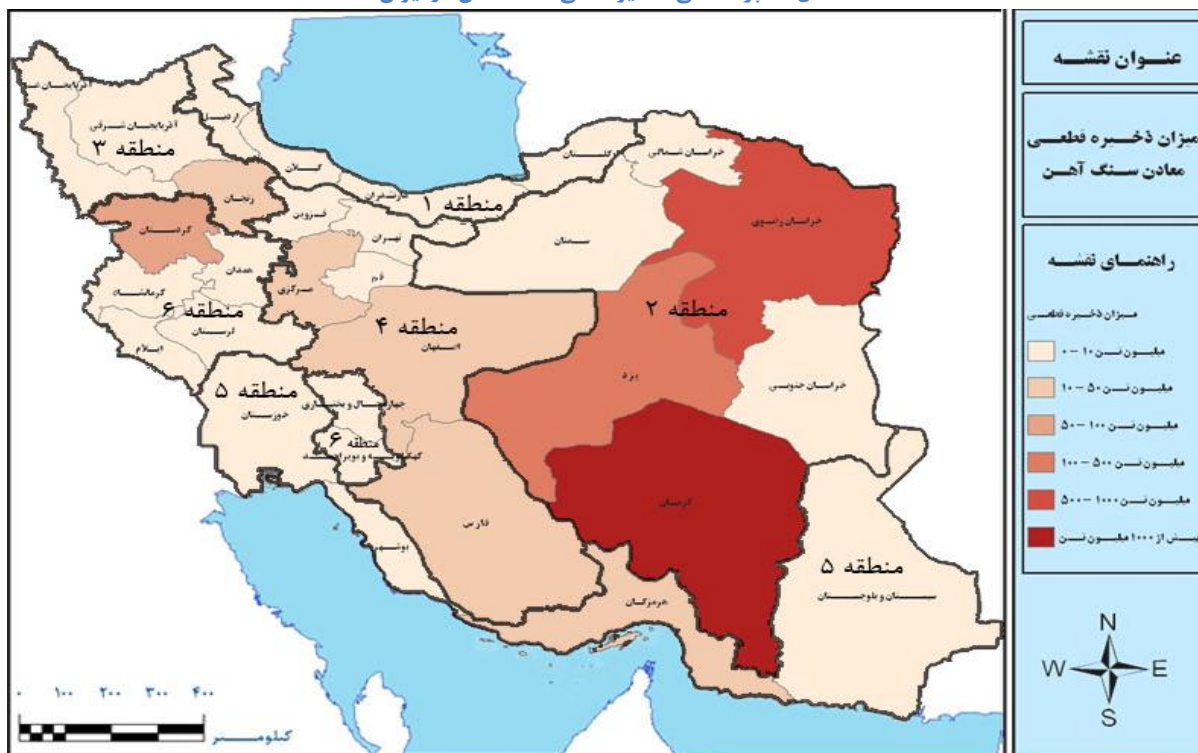 عنوان نقشه
میزان ذخیره قطعی
معادن سنگ آهن
راهنمای نقشه
میزان ذخیره قطعی
میلیون تن ۱۰ – ۰
میلیون تن ۵۰ – ۱۰
میلیون تن ۱۰۰ – ۵۰
میلیون تن ۵۰۰ – ۱۰۰
میلیون تن ۱۰۰۰ – ۵۰۰
بیش از ۱۰۰۰ میلیون تن
N
W
E
S
آذربایجان شرقی
منطقه ۳
اردبیل
گیلان
زنجان
کردستان
قزوین
مازندران
منطقه ۱
گلستان
خراسان شمالی
خراسان رضوی
سمنان
تهران
قم
مرکزی
همدان
کرمانشاه
منطقه ۶
لرستان
ایلام
منطقه ۴
اصفهان
منطقه ۲
یزد
خراسان جنوبی
منطقه ۵
خوزستان
چهارمحال و بختیاری
منطقه ۶
کهگیلویه و بویراحمد
فارس
بوشهر
کرمان
هرمزگان
منطقه ۵
سیستان و بلوچستان
۰ ۱۰۰ ۲۰۰ ۳۰۰ ۴۰۰
کیلومتر